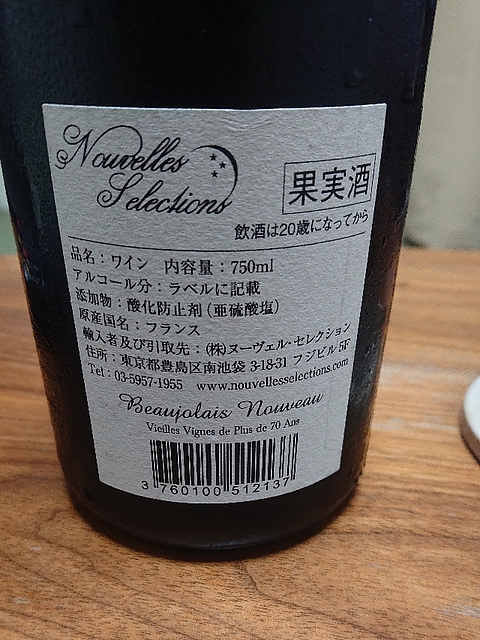 Nouvelles
Selections
果実酒
飲酒は20歳になってから
品名：ワイン 内容量：750ml
アルコール分：ラベルに記載
添加物：酸化防止剤（亜硫酸塩）
原産国名：フランス
輸入者及び引取先：(株)ヌーヴェル・セレクション
住所：東京都豊島区南池袋 3-18-31 フジビル 5F
Tel : 03-5957-1955 www.nouvellesselections.com
Beaujolais Nouveau
Vieilles Vignes de Plus de 70 Ans
3 760100 512137